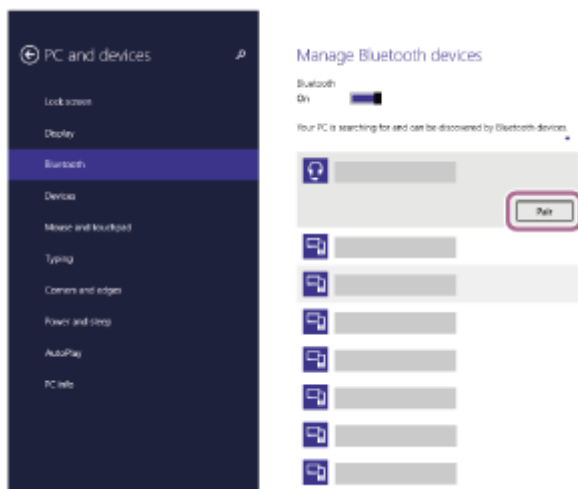 PC and devices
Lock screen
Display
Bluetooth
Devices
Mouse and touchpad
Typing
Corners and edges
Power and sleep
AutoPlay
PC info
Manage Bluetooth devices
Bluetooth
On
Your PC is searching for and can be discovered by Bluetooth devices.
Pair